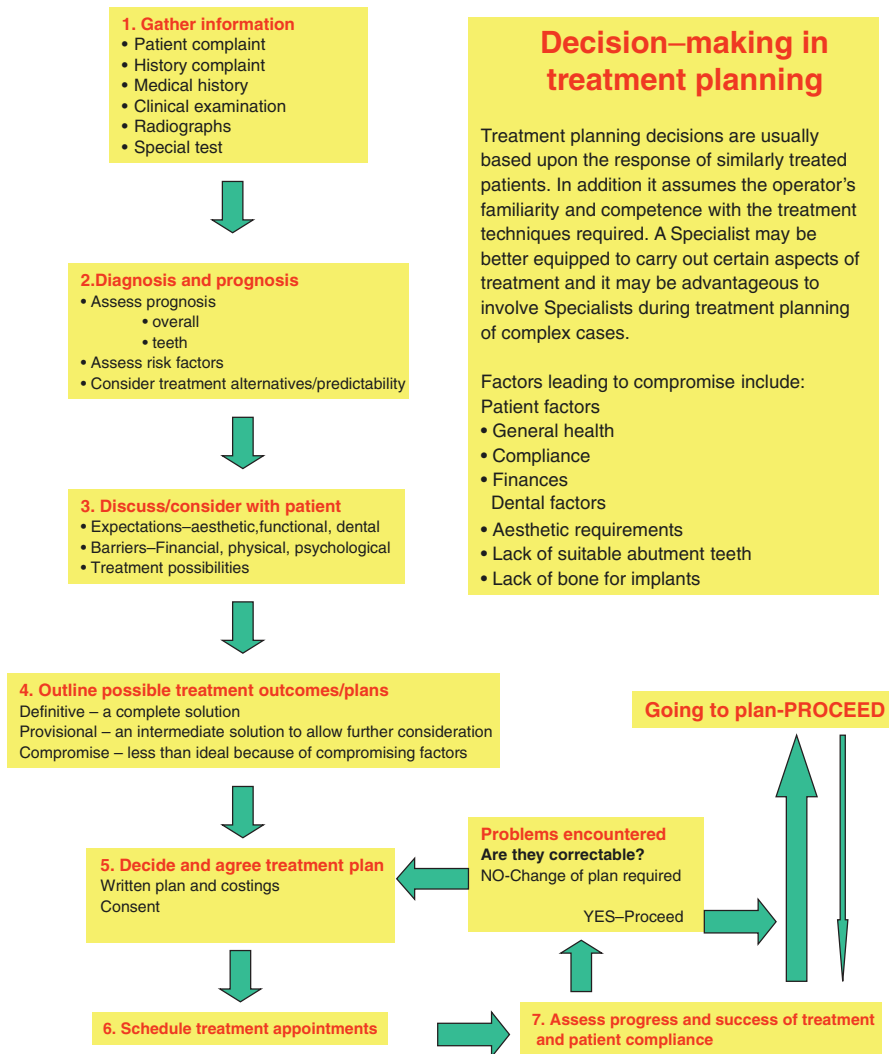 1. Gather information
• Patient complaint
• History complaint
• Medical history
• Clinical examination
• Radiographs
• Special test
2.Diagnosis and prognosis
• Assess prognosis
• overall
• teeth
• Assess risk factors
• Consider treatment alternatives/predictability
3. Discuss/consider with patient
• Expectations–aesthetic,functional, dental
• Barriers–Financial, physical, psychological
• Treatment possibilities
4. Outline possible treatment outcomes/plans
Definitive – a complete solution
Provisional – an intermediate solution to allow further consideration
Compromise – less than ideal because of compromising factors
5. Decide and agree treatment plan
Written plan and costings
Consent
6. Schedule treatment appointments
7. Assess progress and success of treatment
and patient compliance
Problems encountered
Are they correctable?
NO-Change of plan required
YES–Proceed
Going to plan-PROCEED
Decision–making in
treatment planning
Treatment planning decisions are usually
based upon the response of similarly treated
patients. In addition it assumes the operator's
familiarity and competence with the treatment
techniques required. A Specialist may be
better equipped to carry out certain aspects of
treatment and it may be advantageous to
involve Specialists during treatment planning
of complex cases.
Factors leading to compromise include:
Patient factors
• General health
• Compliance
• Finances
Dental factors
• Aesthetic requirements
• Lack of suitable abutment teeth
• Lack of bone for implants